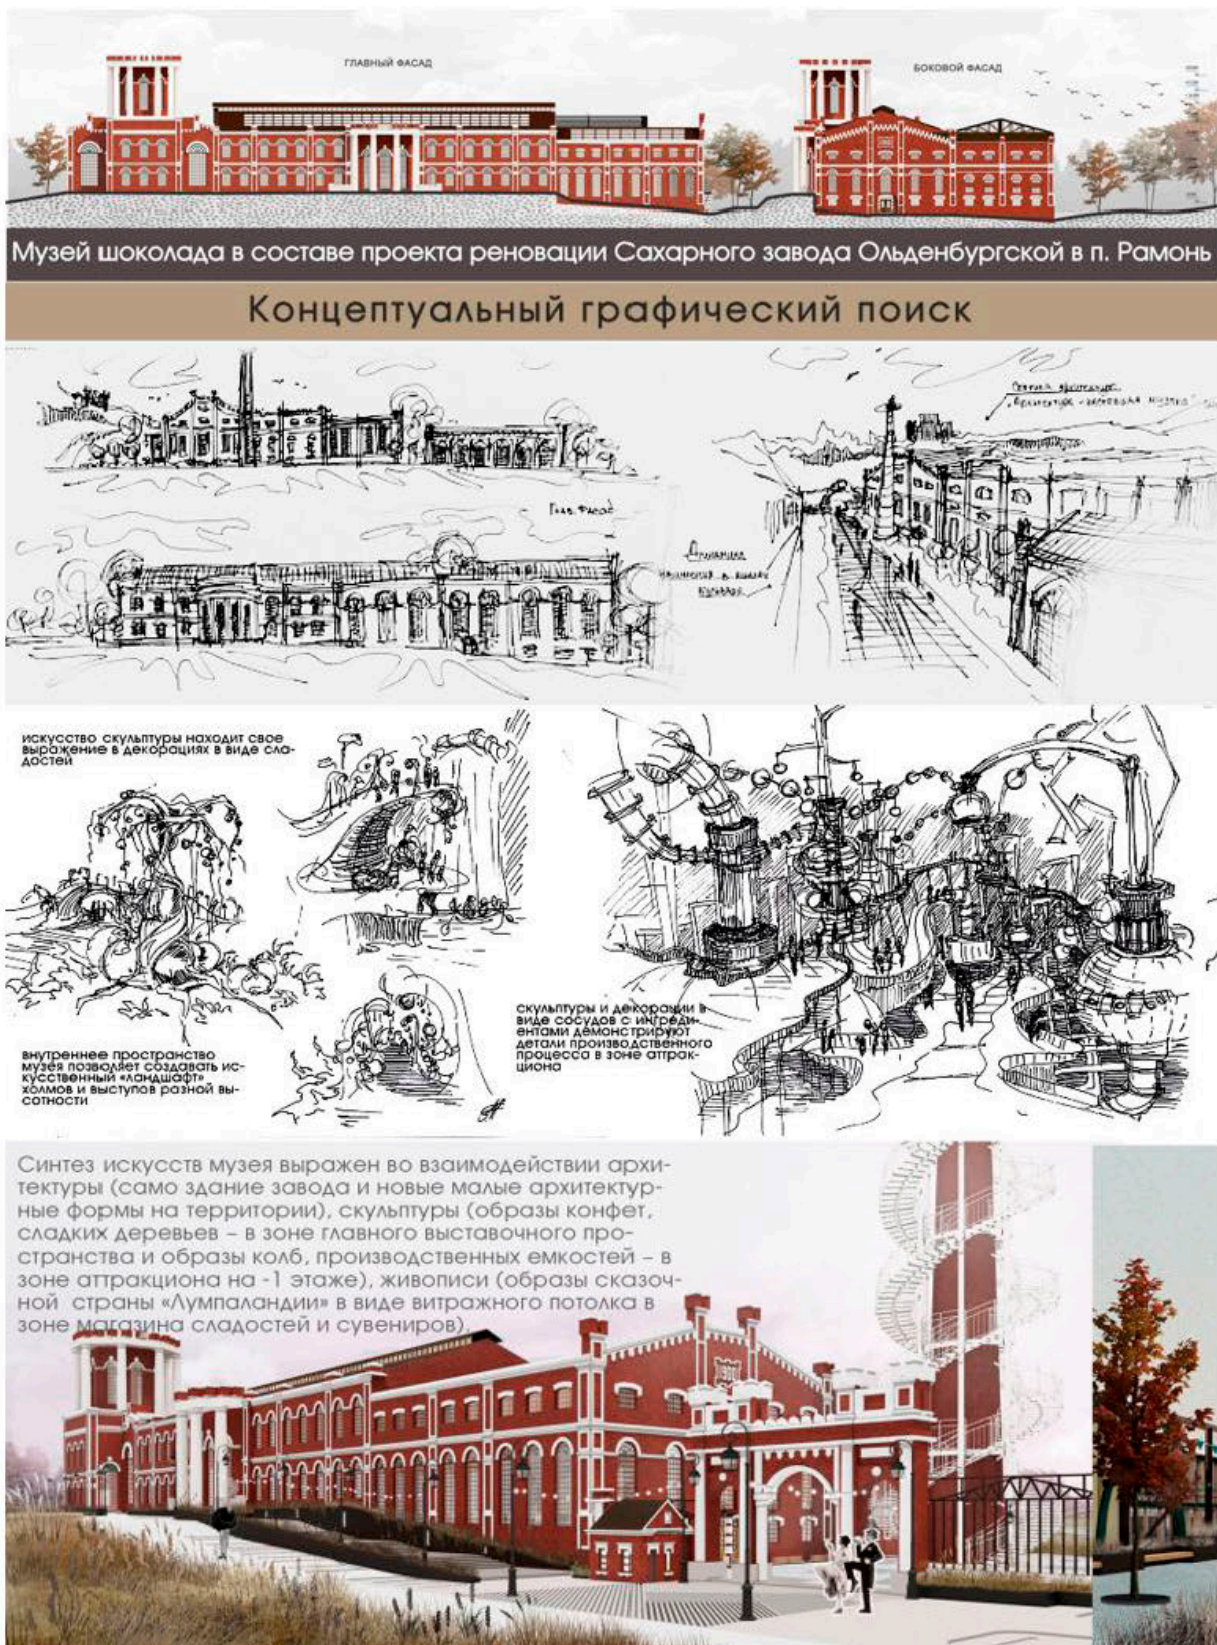 ГЛАВНЫЙ ФАСАД
БОКОВОЙ ФАСАД
Музей шоколада в составе проекта реновации Сахарного завода Ольденбургской в п. Рамонь
Концептуальный графический поиск
Глав. Фасад
искусство скульптуры находит свое
выражение в декорациях в виде сла-
достей
внутреннее пространство
музея позволяет создавать ис-
кусственный «ландшафт»
холмов и выступов разной вы-
сотности
скульптуры и декорации в
виде сосудов с ингреди-
ентами демонстрируют
детали производственного
процесса в зоне аттрак-
циона
Синтез искусств музея выражен во взаимодействии архи-
тектуры (само здание завода и новые малые архитектур-
ные формы на территории), скульптуры (образы конфет,
сладких деревьев – в зоне главного выставочного про-
странства и образы колб, производственных емкостей – в
зоне аттракциона на -1 этаже), живописи (образы сказоч-
ной страны «Лумпаландии» в виде витражного потолка в
зоне магазина сладостей и сувениров).